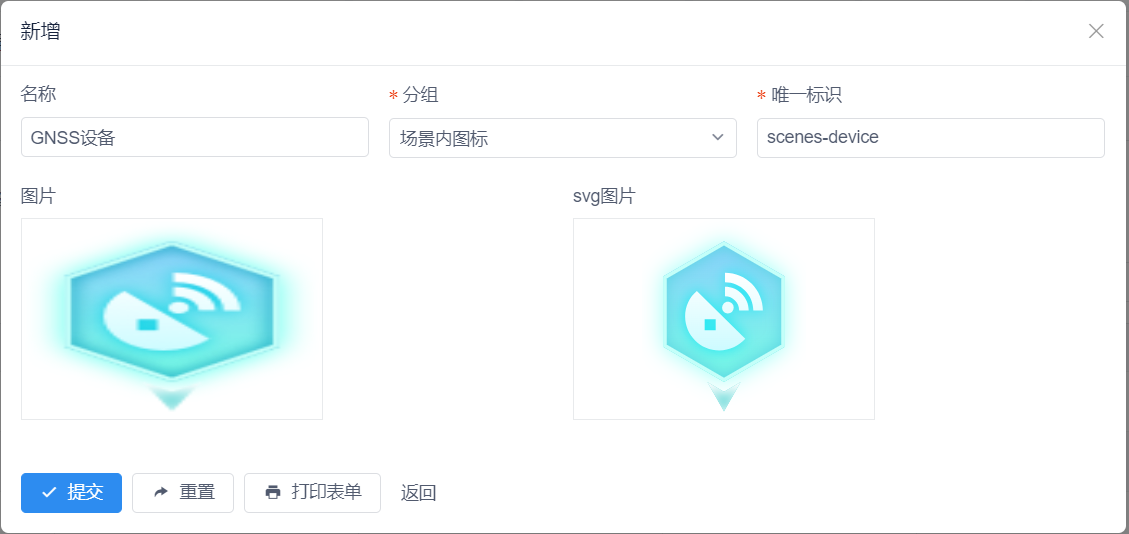 新增
名称
* 分组
* 唯一标识
GNSS设备
场景内图标
scenes-device
图片
svg图片
提交
重置
打印表单
返回